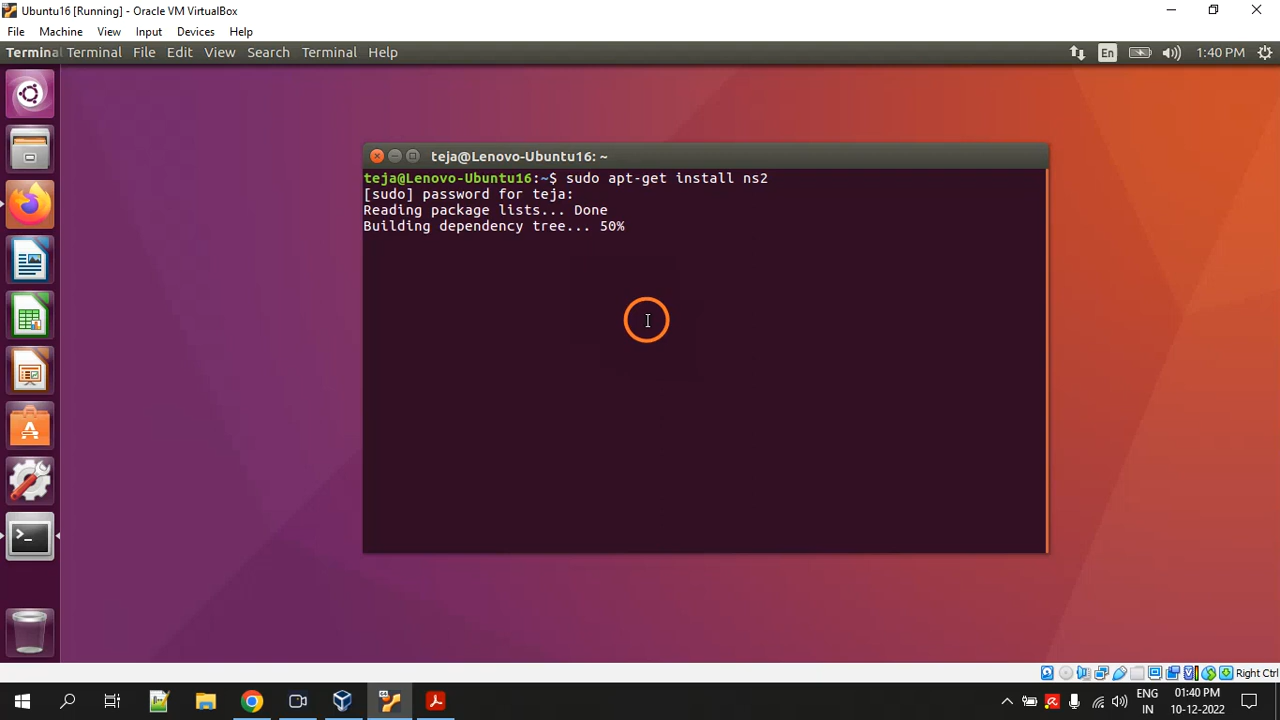 Ubuntu16 [Running] - Oracle VM VirtualBox
File Machine View Input Devices Help
Terminal Terminal File Edit View Search Terminal Help En 1:40 PM
teja@Lenovo-Ubuntu16: ~
teja@Lenovo-Ubuntu16:~$ sudo apt-get install ns2
[sudo] password for teja:
Reading package lists... Done
Building dependency tree... 50%
Right Ctrl
ENG 01:40 PM
IN 10-12-2022